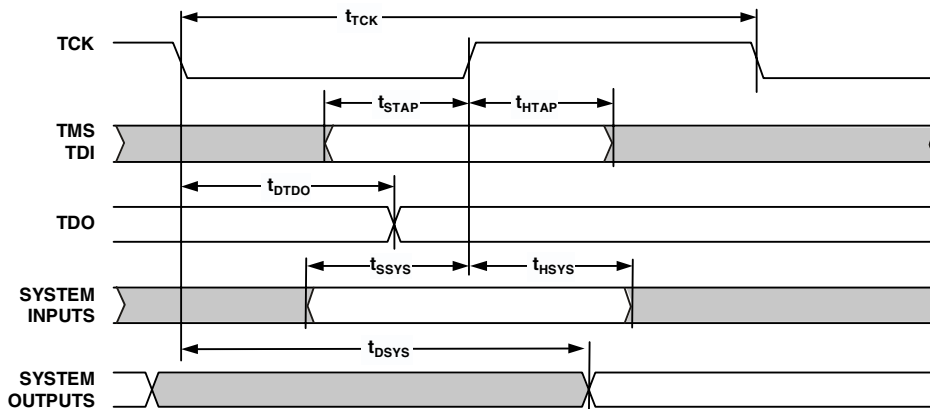 tTCK
TCK
tSTAP
tHTAP
TMS
TDI
tDTDO
TDO
tSSYS
tHSYS
SYSTEM
INPUTS
tDSYS
SYSTEM
OUTPUTS